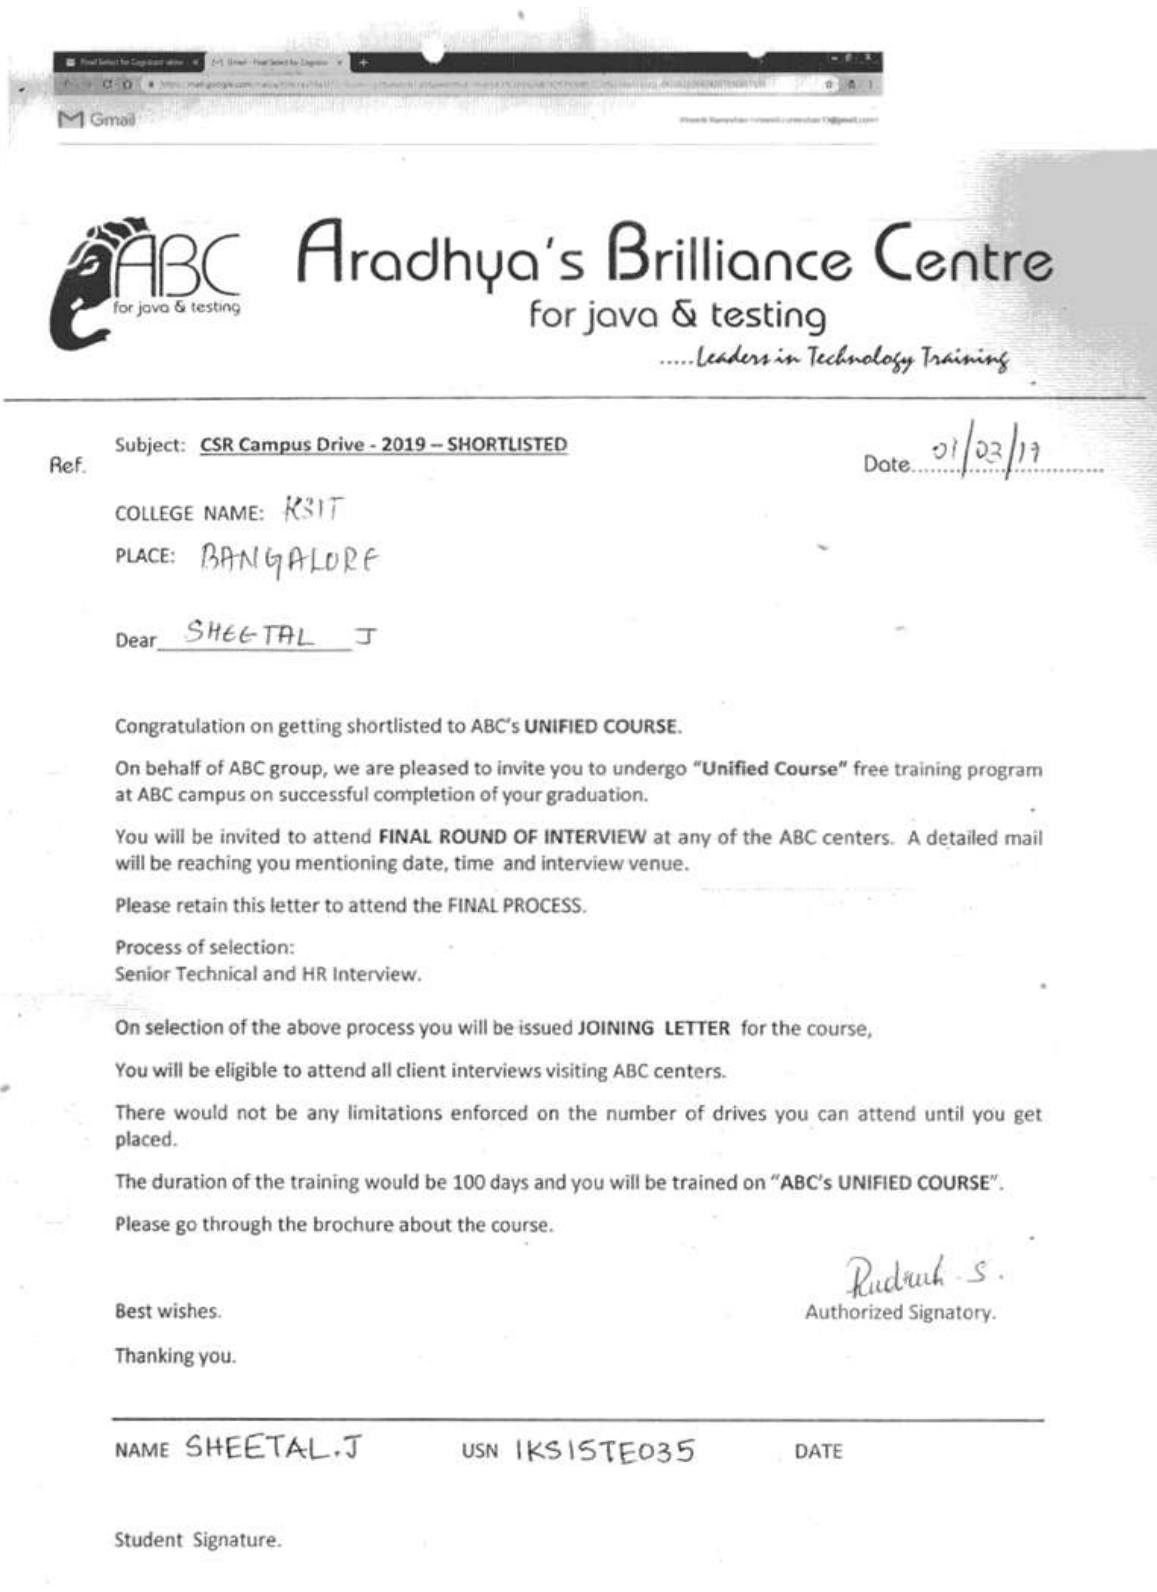 Final Select for Cognizant
Gmail - Final Select for Cognizan
Gmail
ABC
for java & testing
Aradhya's Brilliance Centre
for java & testing
.....Leaders in Technology Training
Subject: CSR Campus Drive - 2019 – SHORTLISTED
Ref.
Date 01/03/19
COLLEGE NAME: KSIT
PLACE: BANGALORE
Dear SHEETAL J
Congratulation on getting shortlisted to ABC's UNIFIED COURSE.
On behalf of ABC group, we are pleased to invite you to undergo "Unified Course" free training program
at ABC campus on successful completion of your graduation.
You will be invited to attend FINAL ROUND OF INTERVIEW at any of the ABC centers. A detailed mail
will be reaching you mentioning date, time and interview venue.
Please retain this letter to attend the FINAL PROCESS.
Process of selection:
Senior Technical and HR Interview.
On selection of the above process you will be issued JOINING LETTER for the course,
You will be eligible to attend all client interviews visiting ABC centers.
There would not be any limitations enforced on the number of drives you can attend until you get
placed.
The duration of the training would be 100 days and you will be trained on "ABC's UNIFIED COURSE".
Please go through the brochure about the course.
S.
Best wishes.
Authorized Signatory.
Thanking you.
NAME SHEETAL.J USN 1KS15TE035 DATE
Student Signature.